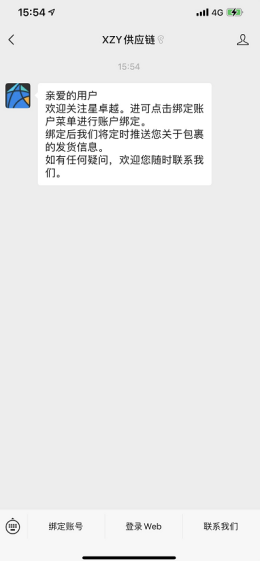 15:54
4G
XZY供应链
15:54
亲爱的用户
欢迎关注星卓越。进可点击绑定账
户菜单进行账户绑定。
绑定后我们将定时推送您关于包裹
的发货信息。
如有任何疑问，欢迎您随时联系我
们。
绑定账号
登录Web
联系我们